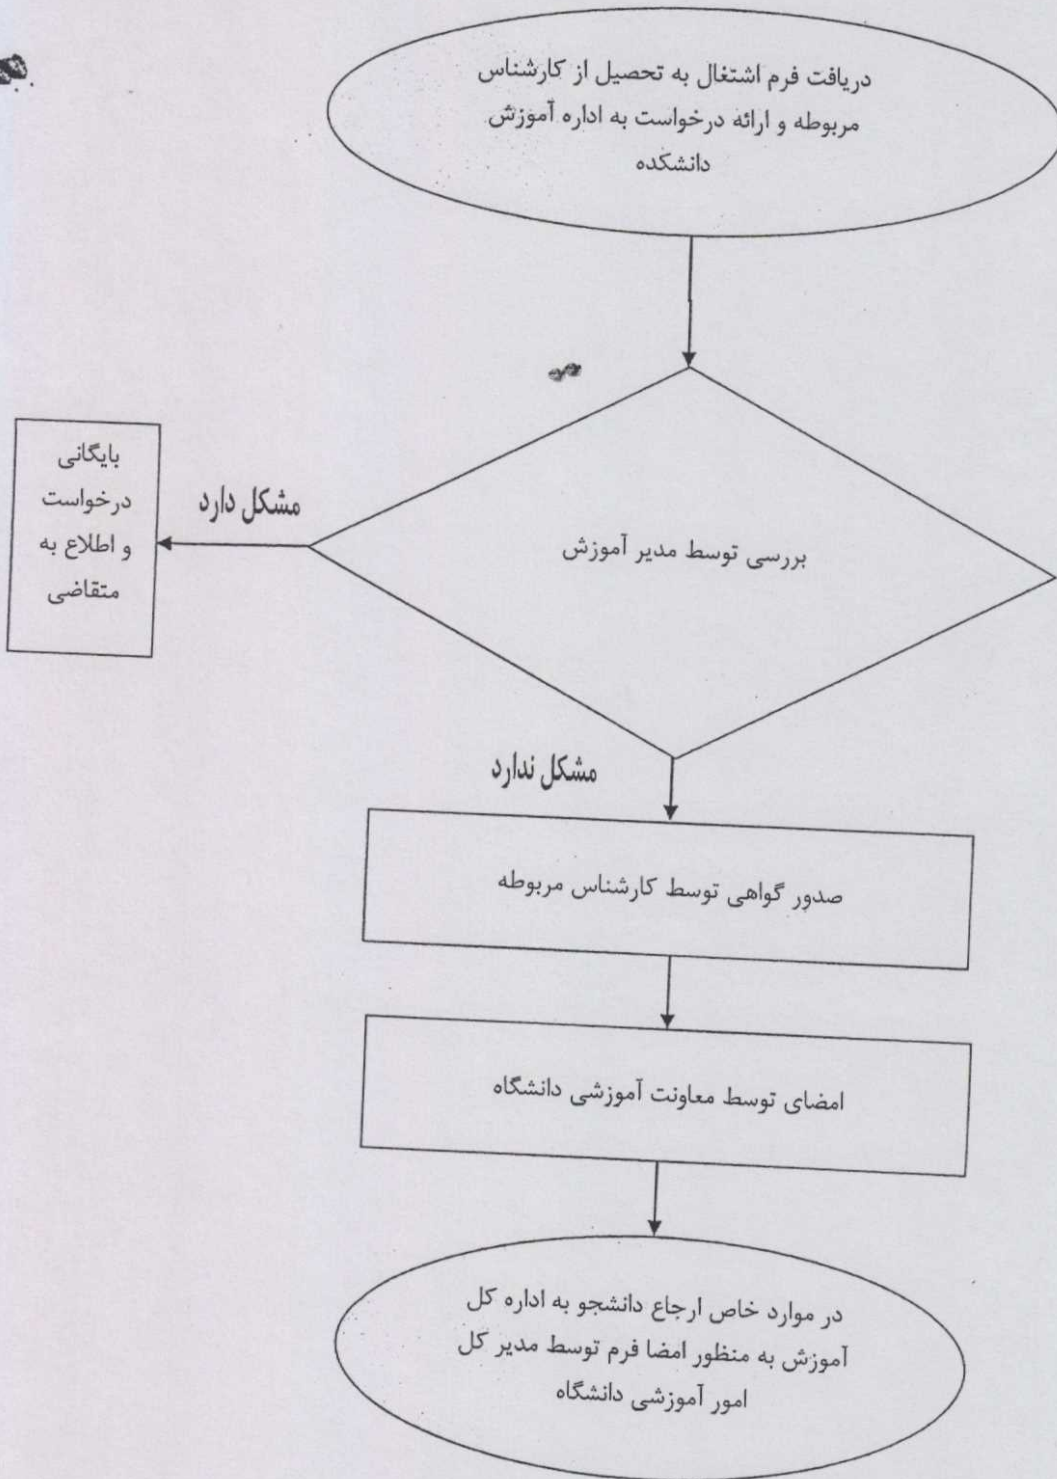 دریافت فرم اشتغال به تحصیل از کارشناس
مربوطه و ارائه درخواست به اداره آموزش
دانشکده
بررسی توسط مدیر آموزش
مشکل دارد
بایگانی
درخواست
و اطلاع به
متقاضی
مشکل ندارد
صدور گواهی توسط کارشناس مربوطه
امضای توسط معاونت آموزشی دانشگاه
در موارد خاص ارجاع دانشجو به اداره کل
آموزش به منظور امضا فرم توسط مدیر کل
امور آموزشی دانشگاه